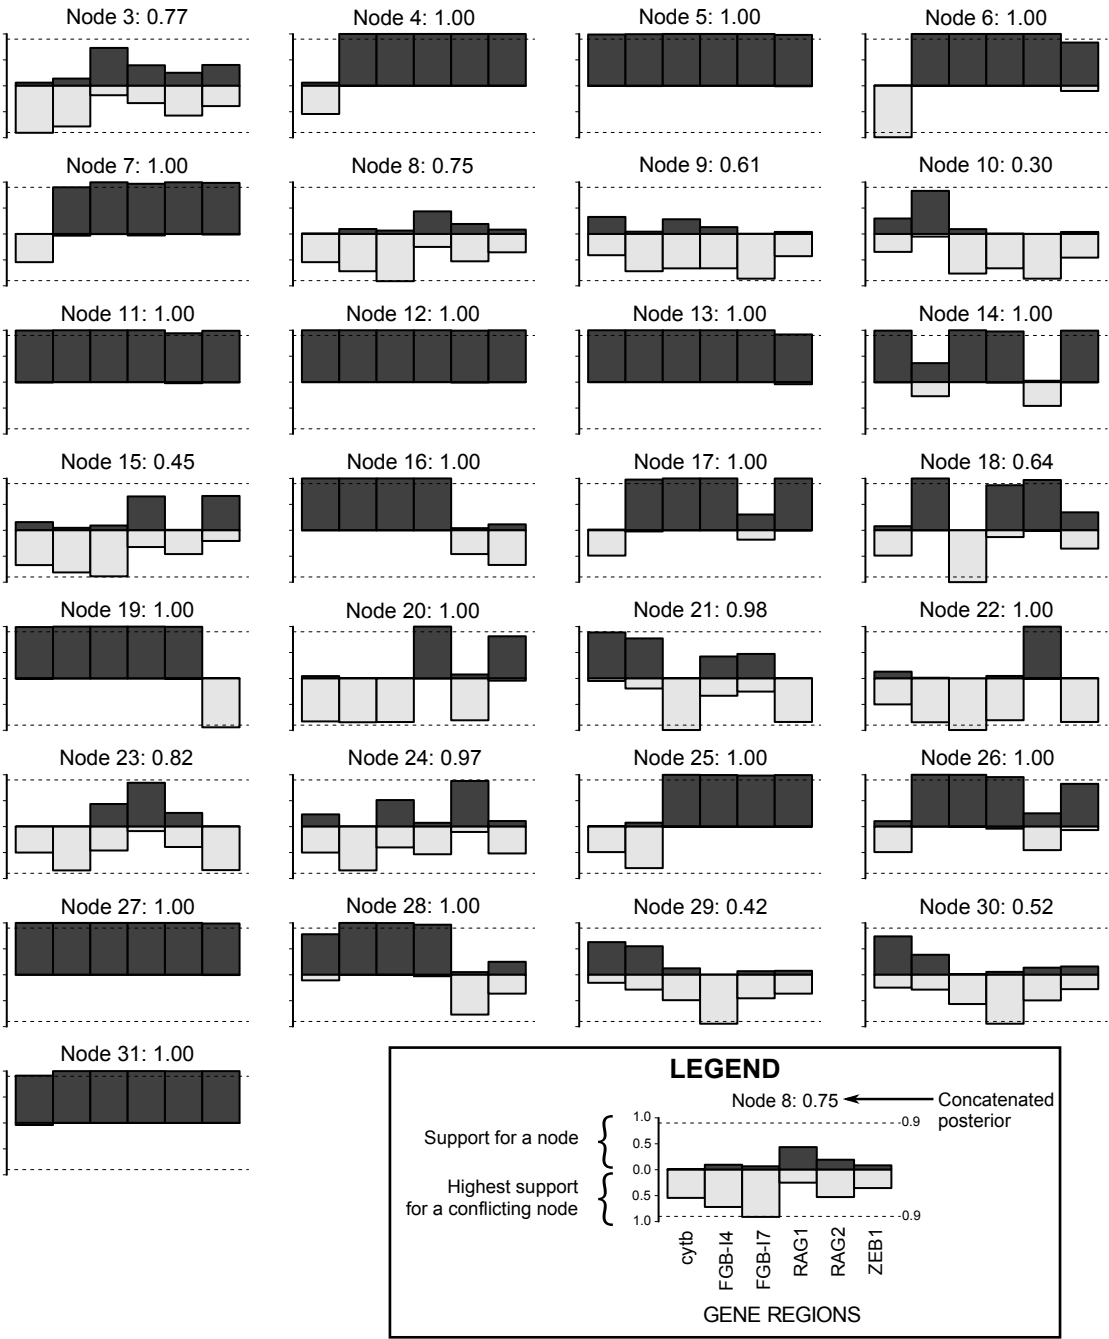 Node 3: 0.77
Node 4: 1.00
Node 5: 1.00
Node 6: 1.00
Node 7: 1.00
Node 8: 0.75
Node 9: 0.61
Node 10: 0.30
Node 11: 1.00
Node 12: 1.00
Node 13: 1.00
Node 14: 1.00
Node 15: 0.45
Node 16: 1.00
Node 17: 1.00
Node 18: 0.64
Node 19: 1.00
Node 20: 1.00
Node 21: 0.98
Node 22: 1.00
Node 23: 0.82
Node 24: 0.97
Node 25: 1.00
Node 26: 1.00
Node 27: 1.00
Node 28: 1.00
Node 29: 0.42
Node 30: 0.52
Node 31: 1.00
LEGEND
Node 8: 0.75
Concatenated
posterior
Support for a node
Highest support
for a conflicting node
1.0
0.5
0.0
0.5
1.0
0.9
0.9
cytb
FGB-I4
FGB-I7
RAG1
RAG2
ZEB1
GENE REGIONS